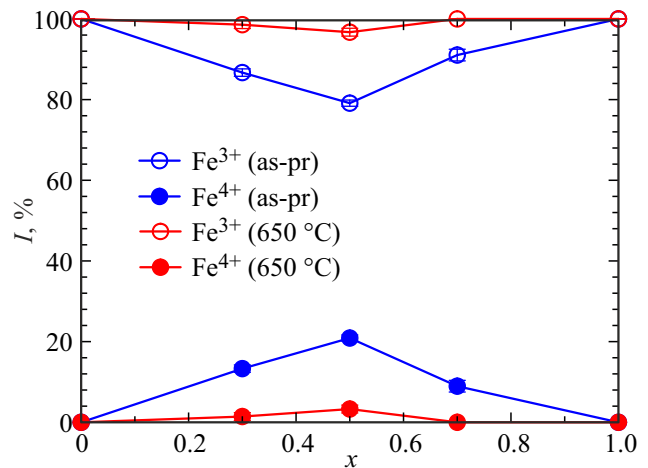 100
80
60
40
20
0
I, %
Fe³⁺ (as-pr)
Fe⁴⁺ (as-pr)
Fe³⁺ (650 °C)
Fe⁴⁺ (650 °C)
0 0.2 0.4 0.6 0.8 1.0
x